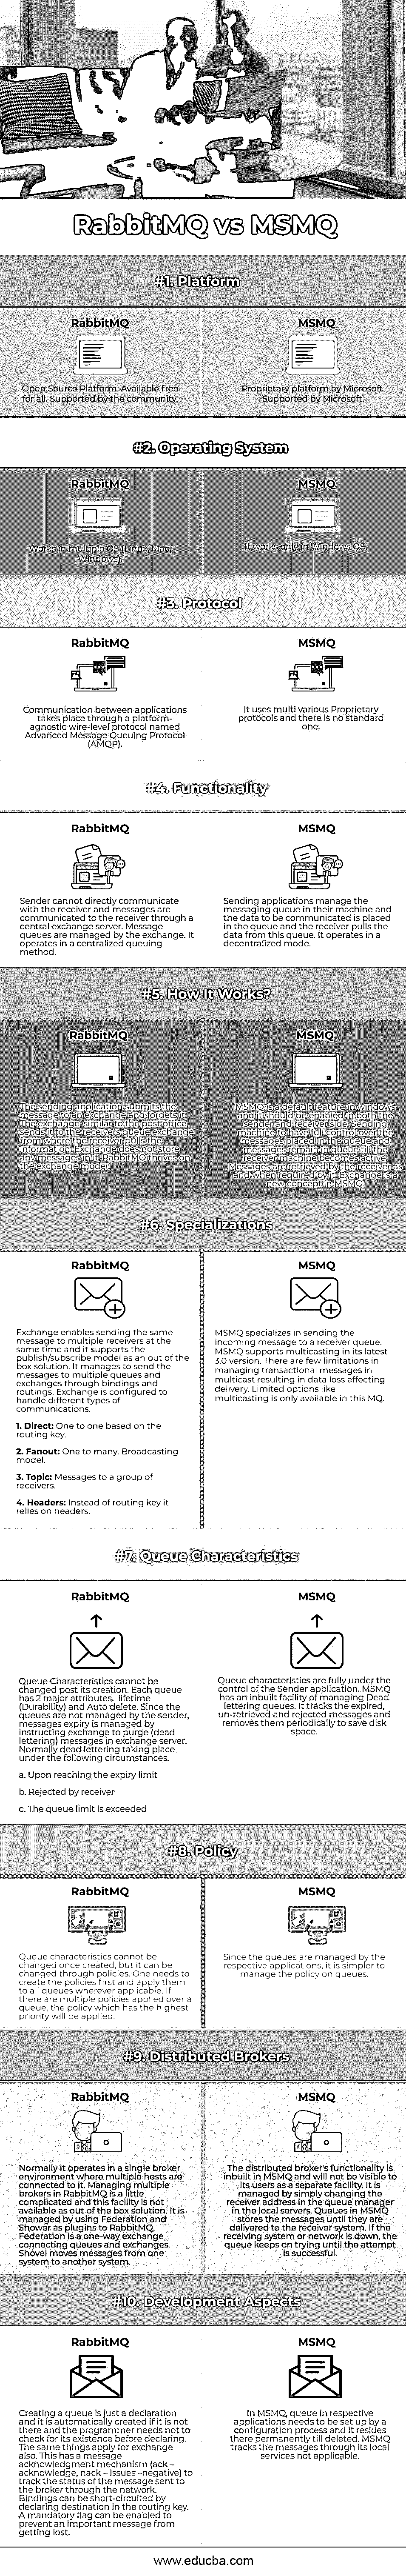 RabbitMQ vs MSMQ
#1. Platform
RabbitMQ
Open Source Platform. Available free
for all. Supported by the community.
MSMQ
Proprietary platform by Microsoft.
Supported by Microsoft.
#2. Operating System
RabbitMQ
Works in multiple OS (Linux, Mac,
Windows).
MSMQ
It works only in Windows OS
#3. Protocol
RabbitMQ
Communication between applications
takes place through a platform-
agnostic wire-level protocol named
Advanced Message Queuing Protocol
(AMQP).
MSMQ
It uses multi various Proprietary
protocols and there is no standard
one.
#4. Functionality
RabbitMQ
Sender cannot directly communicate
with the receiver and messages are
communicated to the receiver through a
central exchange server. Message
queues are managed by the exchange. It
operates in a centralized queuing
method.
MSMQ
Sending applications manage the
messaging queue in their machine and
the data to be communicated is placed
in the queue and the receiver pulls the
data from this queue. It operates in a
decentralized mode.
#5. How It Works?
RabbitMQ
The sending application submits the
message to an exchange and forgets it.
The exchange similar to the post office
sends it to the receivers queue exchange
from where the receiver pulls the
information. Exchange does not store
any messages in it. RabbitMQ thrives on
the exchange model
MSMQ
MSMQ is a default feature in windows
and it should be enabled in both the
sender and receiver side. Sending
machine to have full control over the
messages placed in the queue and
messages remain in queue till the
receiver machine becomes active
Messages are retrieved by the receiver as
and when required by it. Exchange is a
new concept in MSMQ
#6. Specializations
RabbitMQ
Exchange enables sending the same
message to multiple receivers at the
same time and it supports the
publish/subscribe model as an out of the
box solution. It manages to send the
messages to multiple queues and
exchanges through bindings and
routings. Exchange is configured to
handle different types of
communications.
1. Direct: One to one based on the
routing key.
2. Fanout: One to many. Broadcasting
model.
3. Topic: Messages to a group of
receivers.
4. Headers: Instead of routing key it
relies on headers.
MSMQ
MSMQ specializes in sending the
incoming message to a receiver queue.
MSMQ supports multicasting in its latest
3.0 version. There are few limitations in
managing transactional messages in
multicast resulting in data loss affecting
delivery. Limited options like
multicasting is only available in this MQ.
#7. Queue Characteristics
RabbitMQ
Queue Characteristics cannot be
changed post its creation. Each queue
has 2 major attributes. lifetime
(Durability) and Auto delete. Since the
queues are not managed by the sender,
messages expiry is managed by
instructing exchange to purge (dead
lettering) messages in exchange server.
Normally dead lettering taking place
under the following circumstances.
a. Upon reaching the expiry limit
b. Rejected by receiver
c. The queue limit is exceeded
MSMQ
Queue characteristics are fully under the
control of the Sender application. MSMQ
has an inbuilt facility of managing Dead
lettering queues. It tracks the expired,
un-retrieved and rejected messages and
removes them periodically to save disk
space.
#8. Policy
RabbitMQ
Queue characteristics cannot be
changed once created, but it can be
changed through policies. One needs to
create the policies first and apply them
to all queues wherever applicable. If
there are multiple policies applied over a
queue, the policy which has the highest
priority will be applied.
MSMQ
Since the queues are managed by the
respective applications, it is simpler to
manage the policy on queues.
#9. Distributed Brokers
RabbitMQ
Normally it operates in a single broker
environment where multiple hosts are
connected to it. Managing multiple
brokers in RabbitMQ is a little
complicated and this facility is not
available as out of the box solution. It is
managed by using Federation and
Shower as plugins to RabbitMQ.
Federation is a one-way exchange
connecting queues and exchanges.
Shovel moves messages from one
system to another system.
MSMQ
The distributed broker's functionality is
inbuilt in MSMQ and will not be visible to
its users as a separate facility. It is
managed by simply changing the
receiver address in the queue manager
in the local servers. Queues in MSMQ
stores the messages until they are
delivered to the receiver system. If the
receiving system or network is down, the
queue keeps on trying until the attempt
is successful.
#10. Development Aspects
RabbitMQ
Creating a queue is just a declaration
and it is automatically created if it is not
there and the programmer needs not to
check for its existence before declaring.
The same things apply for exchange
also. This has a message
acknowledgment mechanism (ack –
acknowledge, nack – Issues –negative) to
track the status of the message sent to
the broker through the network.
Bindings can be short-circuited by
declaring destination in the routing key.
A mandatory flag can be enabled to
prevent an important message from
getting lost.
MSMQ
In MSMQ, queue in respective
applications needs to be set up by a
configuration process and it resides
there permanently till deleted. MSMQ
tracks the messages through its local
services not applicable.
www.educba.com